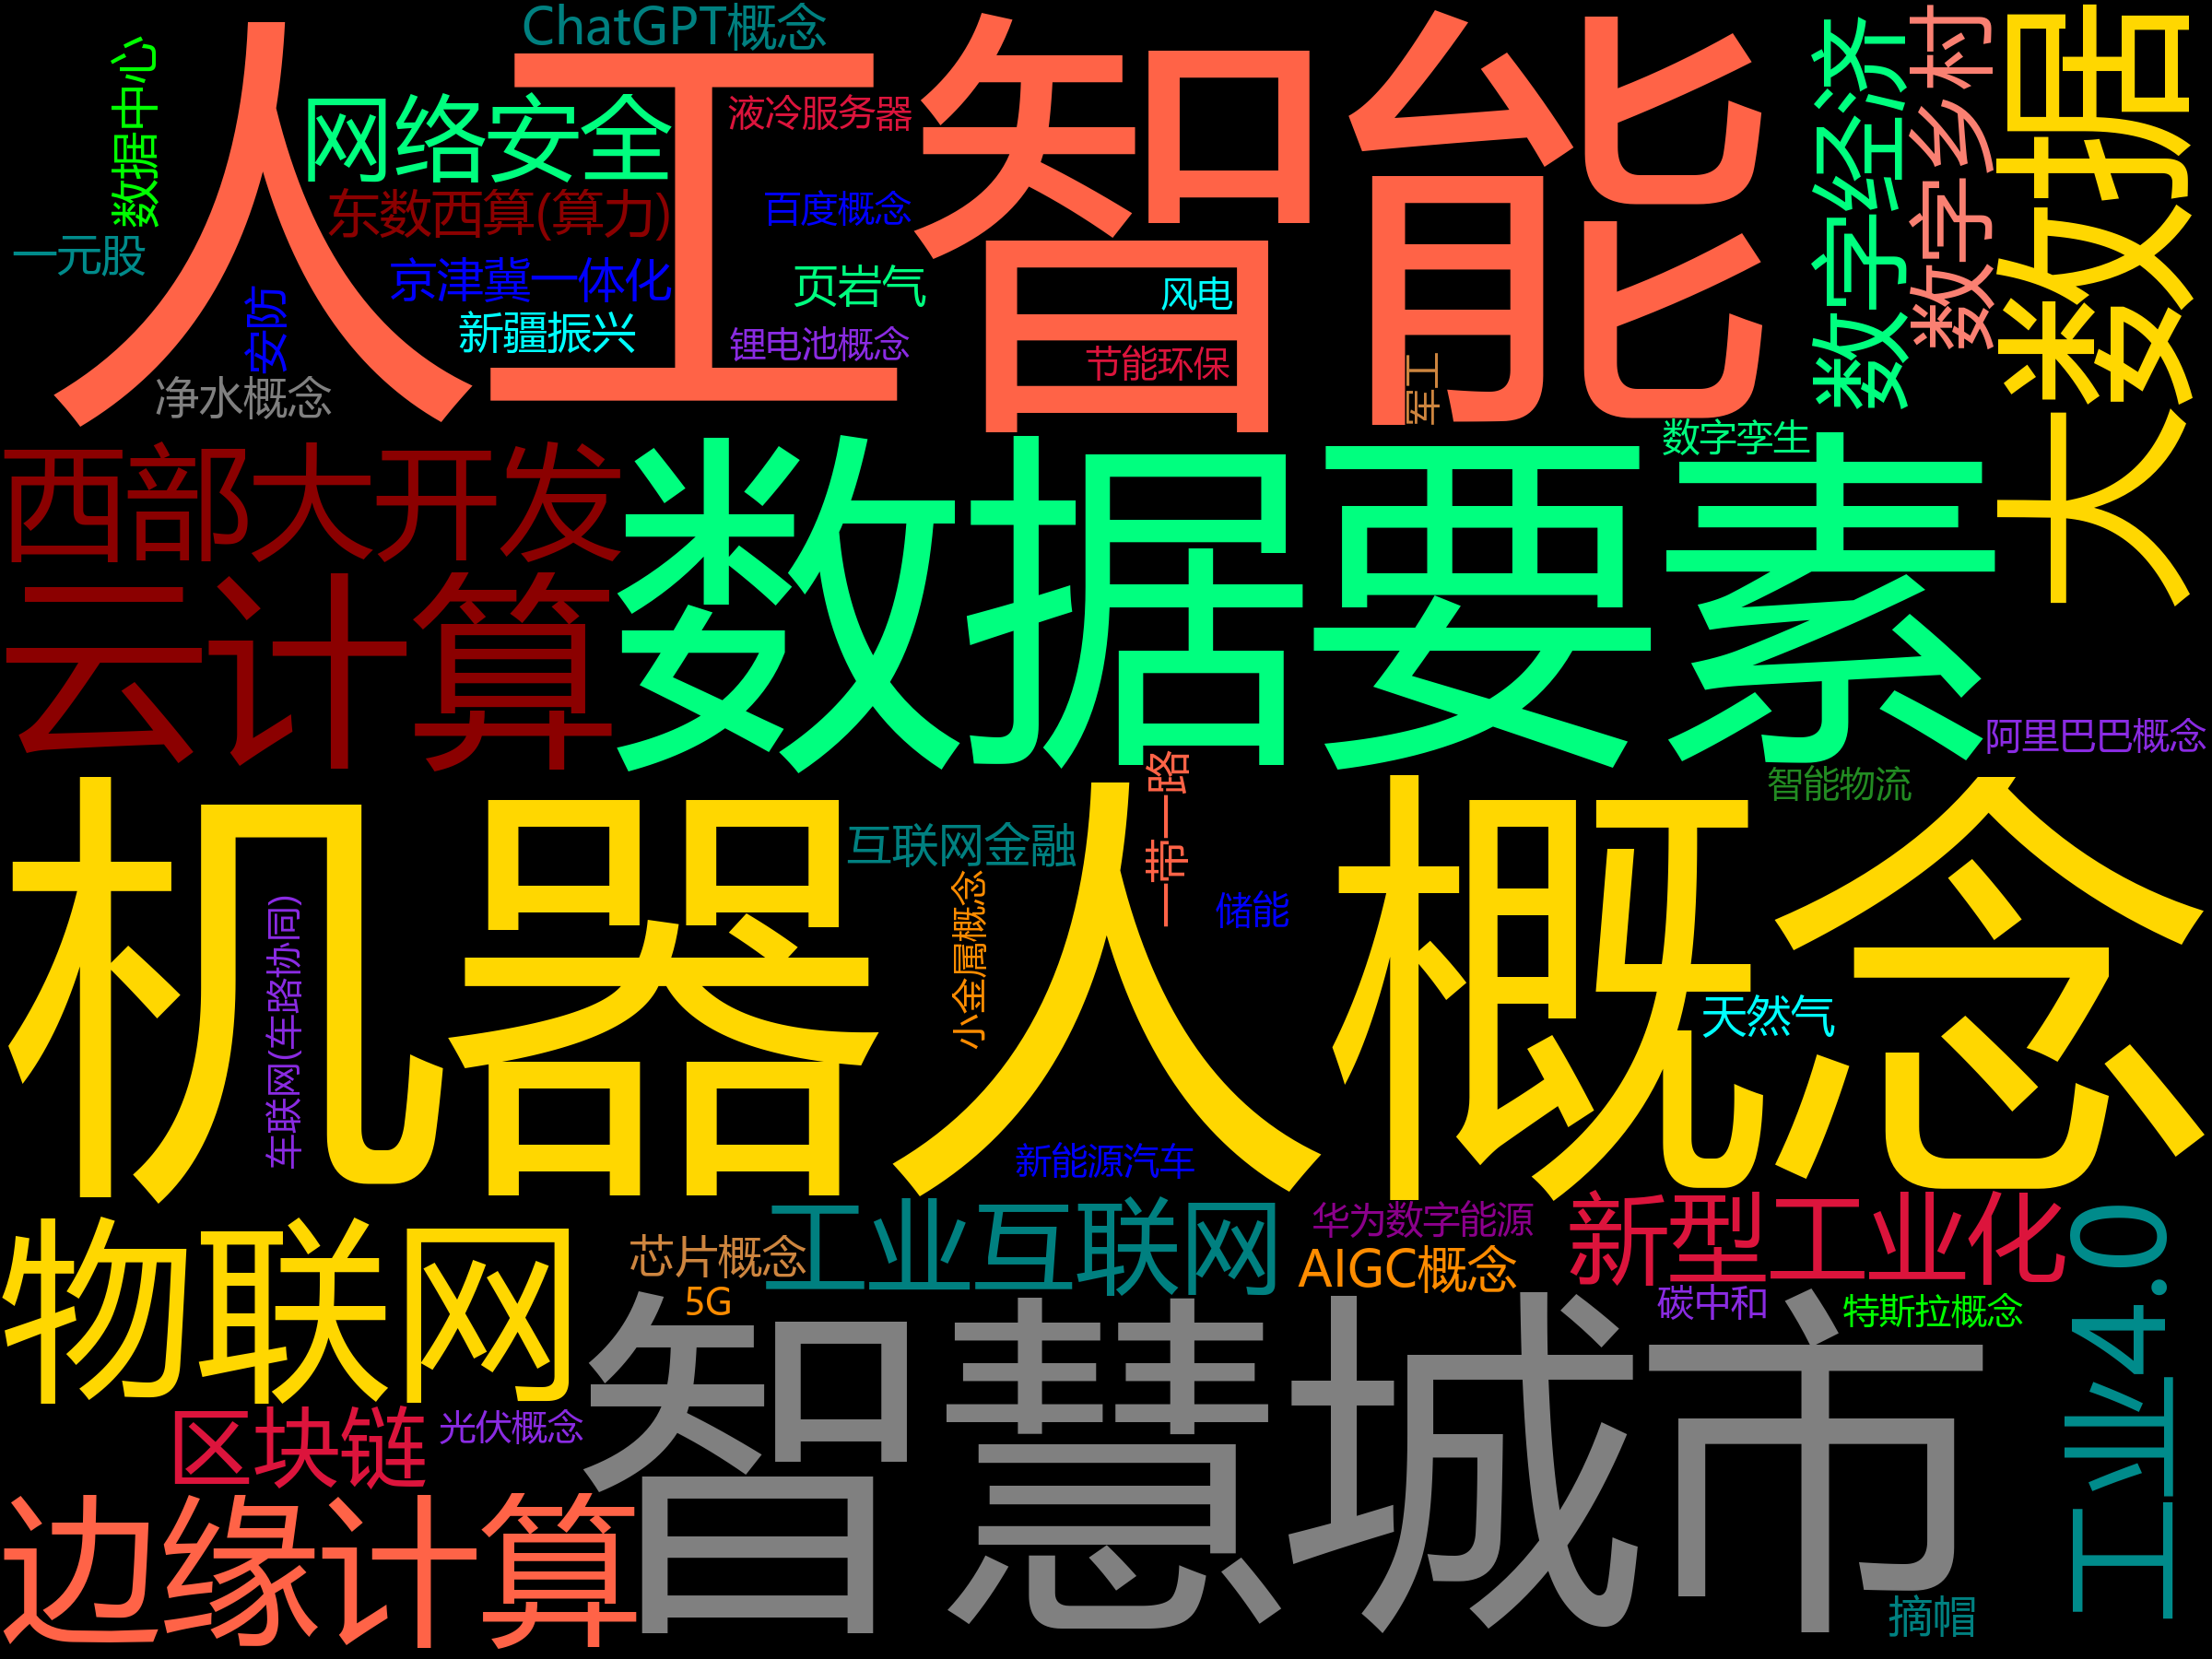 ChatGPT概念
人工智能
数据中心
网络安全
液冷服务器
东数西算(算力)
百度概念
一元股
京津冀一体化
页岩气
风电
安防
新疆振兴
锂电池概念
节能环保
净水概念
军工
数字经济
数字乡村
大数据
西部大开发
数据要素
数字孪生
云计算
阿里巴巴概念
智能物流
一带一路
机器人概念
互联网金融
小金属概念
储能
车联网(车路协同)
天然气
新能源汽车
物联网
芯片概念
工业互联网
华为数字能源
新型工业化
AIGC概念
5G
碳中和
特斯拉概念
工业4.0
区块链
光伏概念
智慧城市
边缘计算
摘帽